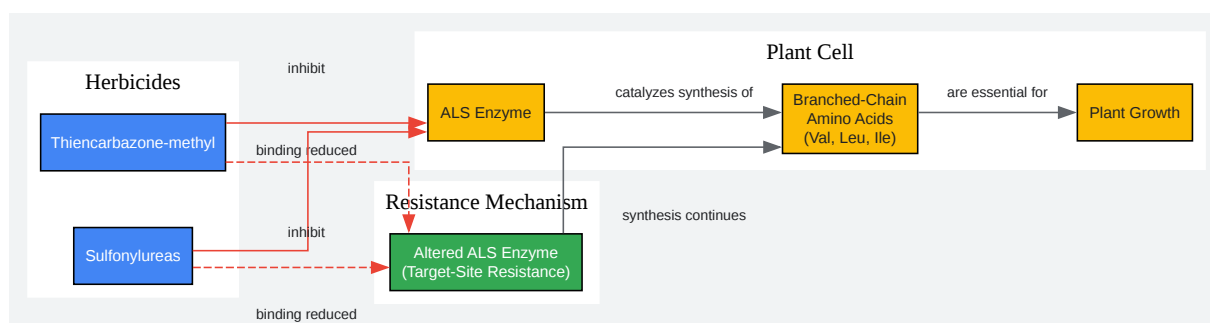 Plant Cell
Herbicides
inhibit
ALS Enzyme
catalyzes synthesis of
Branched-Chain
Amino Acids
(Val, Leu, Ile)
are essential for
Plant Growth
Thiencarbazone-methyl
binding reduced
Resistance Mechanism
synthesis continues
inhibit
Sulfonylureas
Altered ALS Enzyme
(Target-Site Resistance)
binding reduced